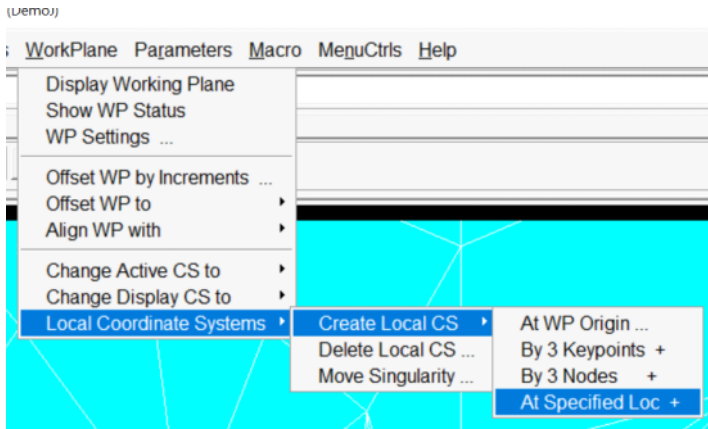 (Demo))
WorkPlane Parameters Macro MenuCtrls Help
Display Working Plane
Show WP Status
WP Settings ...
Offset WP by Increments ...
Offset WP to
Align WP with
Change Active CS to
Change Display CS to
Local Coordinate Systems
Create Local CS
Delete Local CS ...
Move Singularity ...
At WP Origin ...
By 3 Keypoints +
By 3 Nodes +
At Specified Loc +